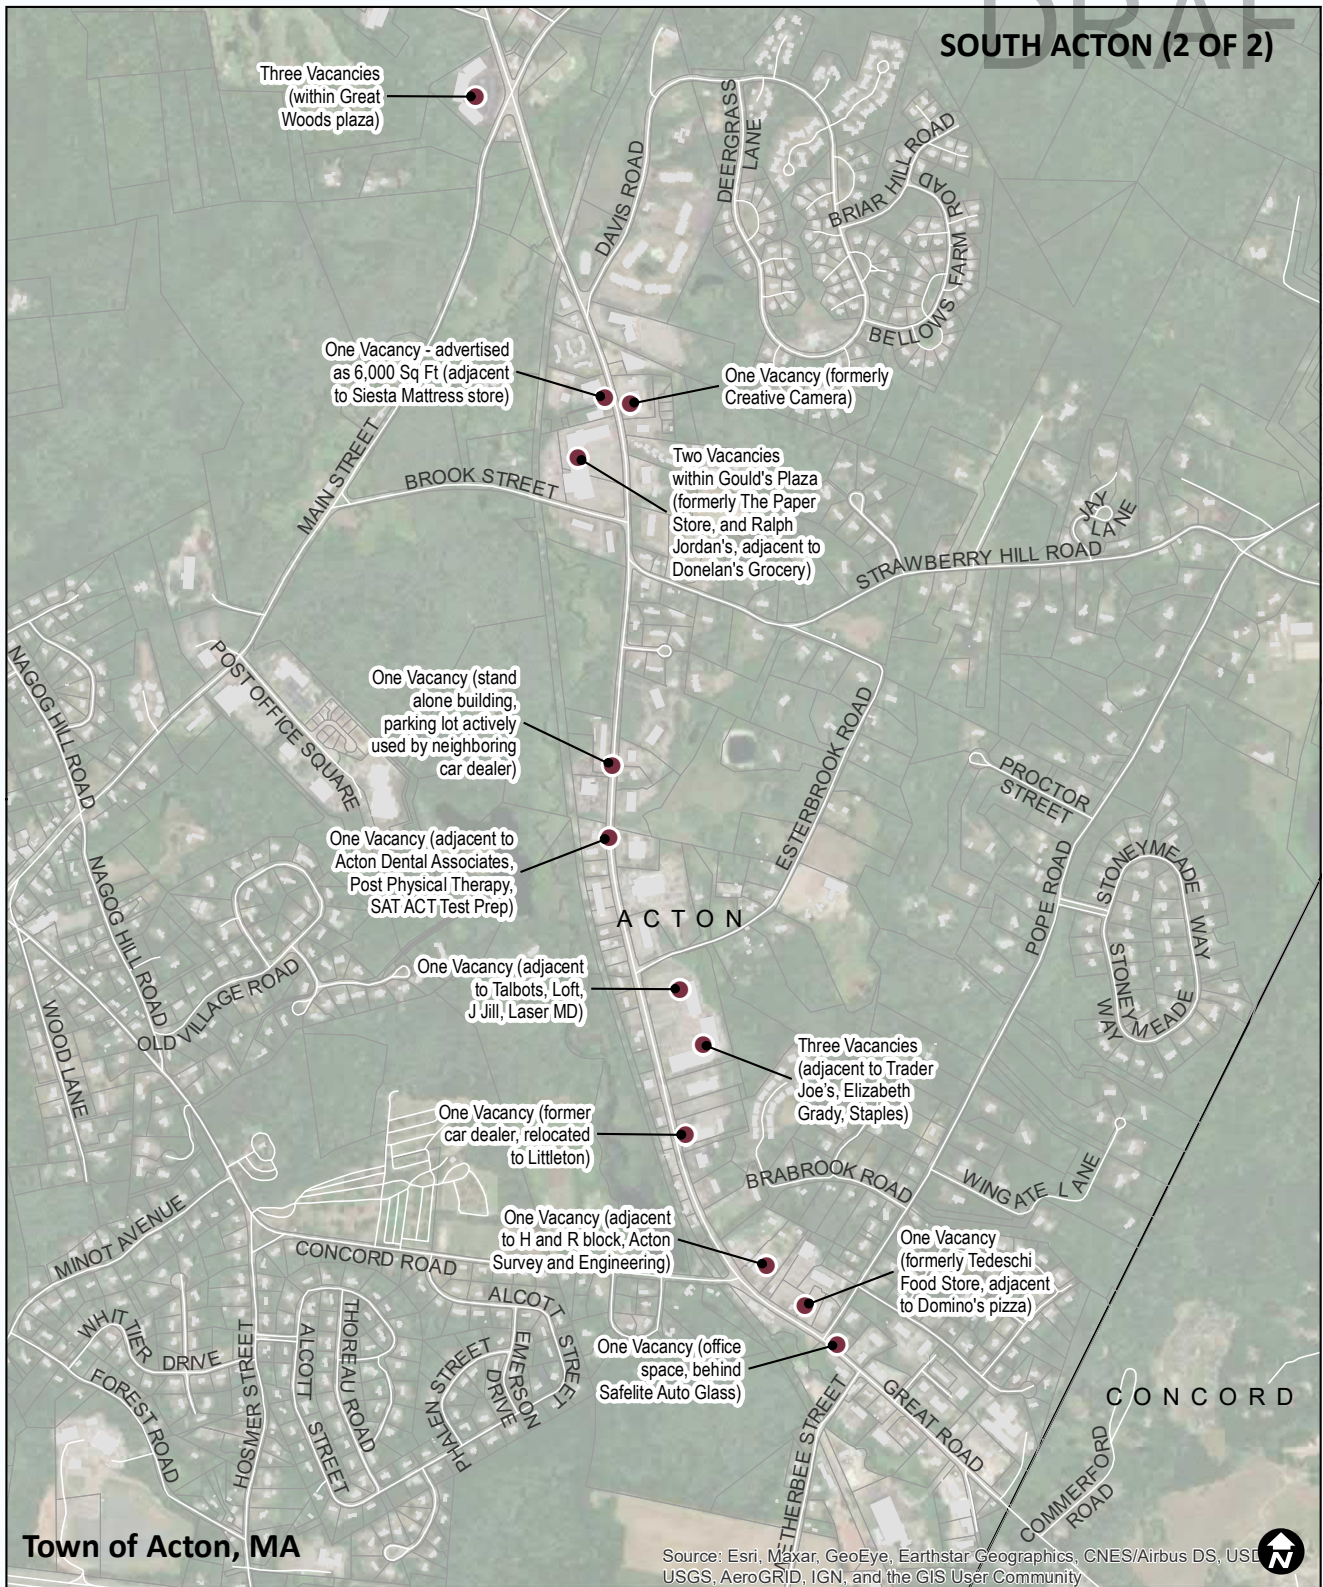 DRAF
SOUTH ACTON (2 OF 2)
Three Vacancies
(within Great
Woods plaza)
DEERGRASS
LANE
DAVIS ROAD
BRIAR HILL ROAD
BELLOWS FARM ROAD
One Vacancy - advertised
as 6,000 Sq Ft (adjacent
to Siesta Mattress store)
One Vacancy (formerly
Creative Camera)
MAIN STREET
BROOK STREET
Two Vacancies
within Gould's Plaza
(formerly The Paper
Store, and Ralph
Jordan's, adjacent to
Donelan's Grocery)
JAY
LANE
STRAWBERRY HILL ROAD
NAGOG HILL ROAD
POST OFFICE SQUARE
One Vacancy (stand
alone building,
parking lot actively
used by neighboring
car dealer)
ESTERBROOK ROAD
PROCTOR
STREET
One Vacancy (adjacent to
Acton Dental Associates,
Post Physical Therapy,
SAT ACT Test Prep)
NAGOG HILL ROAD
ACTON
POPE ROAD
STONEYMEADE WAY
STONEY MEADE
WAY
OLD VILLAGE ROAD
WOOD LANE
One Vacancy (adjacent
to Talbots, Loft,
J Jill, Laser MD)
Three Vacancies
(adjacent to Trader
Joe's, Elizabeth
Grady, Staples)
One Vacancy (former
car dealer, relocated
to Littleton)
BRABROOK ROAD
WINGATE LANE
MINOT AVENUE
CONCORD ROAD
One Vacancy (adjacent
to H and R block, Acton
Survey and Engineering)
One Vacancy
(formerly Tedeschi
Food Store, adjacent
to Domino's pizza)
ALCOTT STREET
WHITTIER DRIVE
FOREST ROAD
HOSMER STREET
ALCOTT STREET
THOREAU ROAD
PHALEN STREET
EMERSON
DRIVE
One Vacancy (office
space, behind
Safelite Auto Glass)
GREAT ROAD
CONCORD
ETHERBEE STREET
COMMERFORD
ROAD
Town of Acton, MA
Source: Esri, Maxar, GeoEye, Earthstar Geographics, CNES/Airbus DS, USD
USGS, AeroGRID, IGN, and the GIS User Community
N